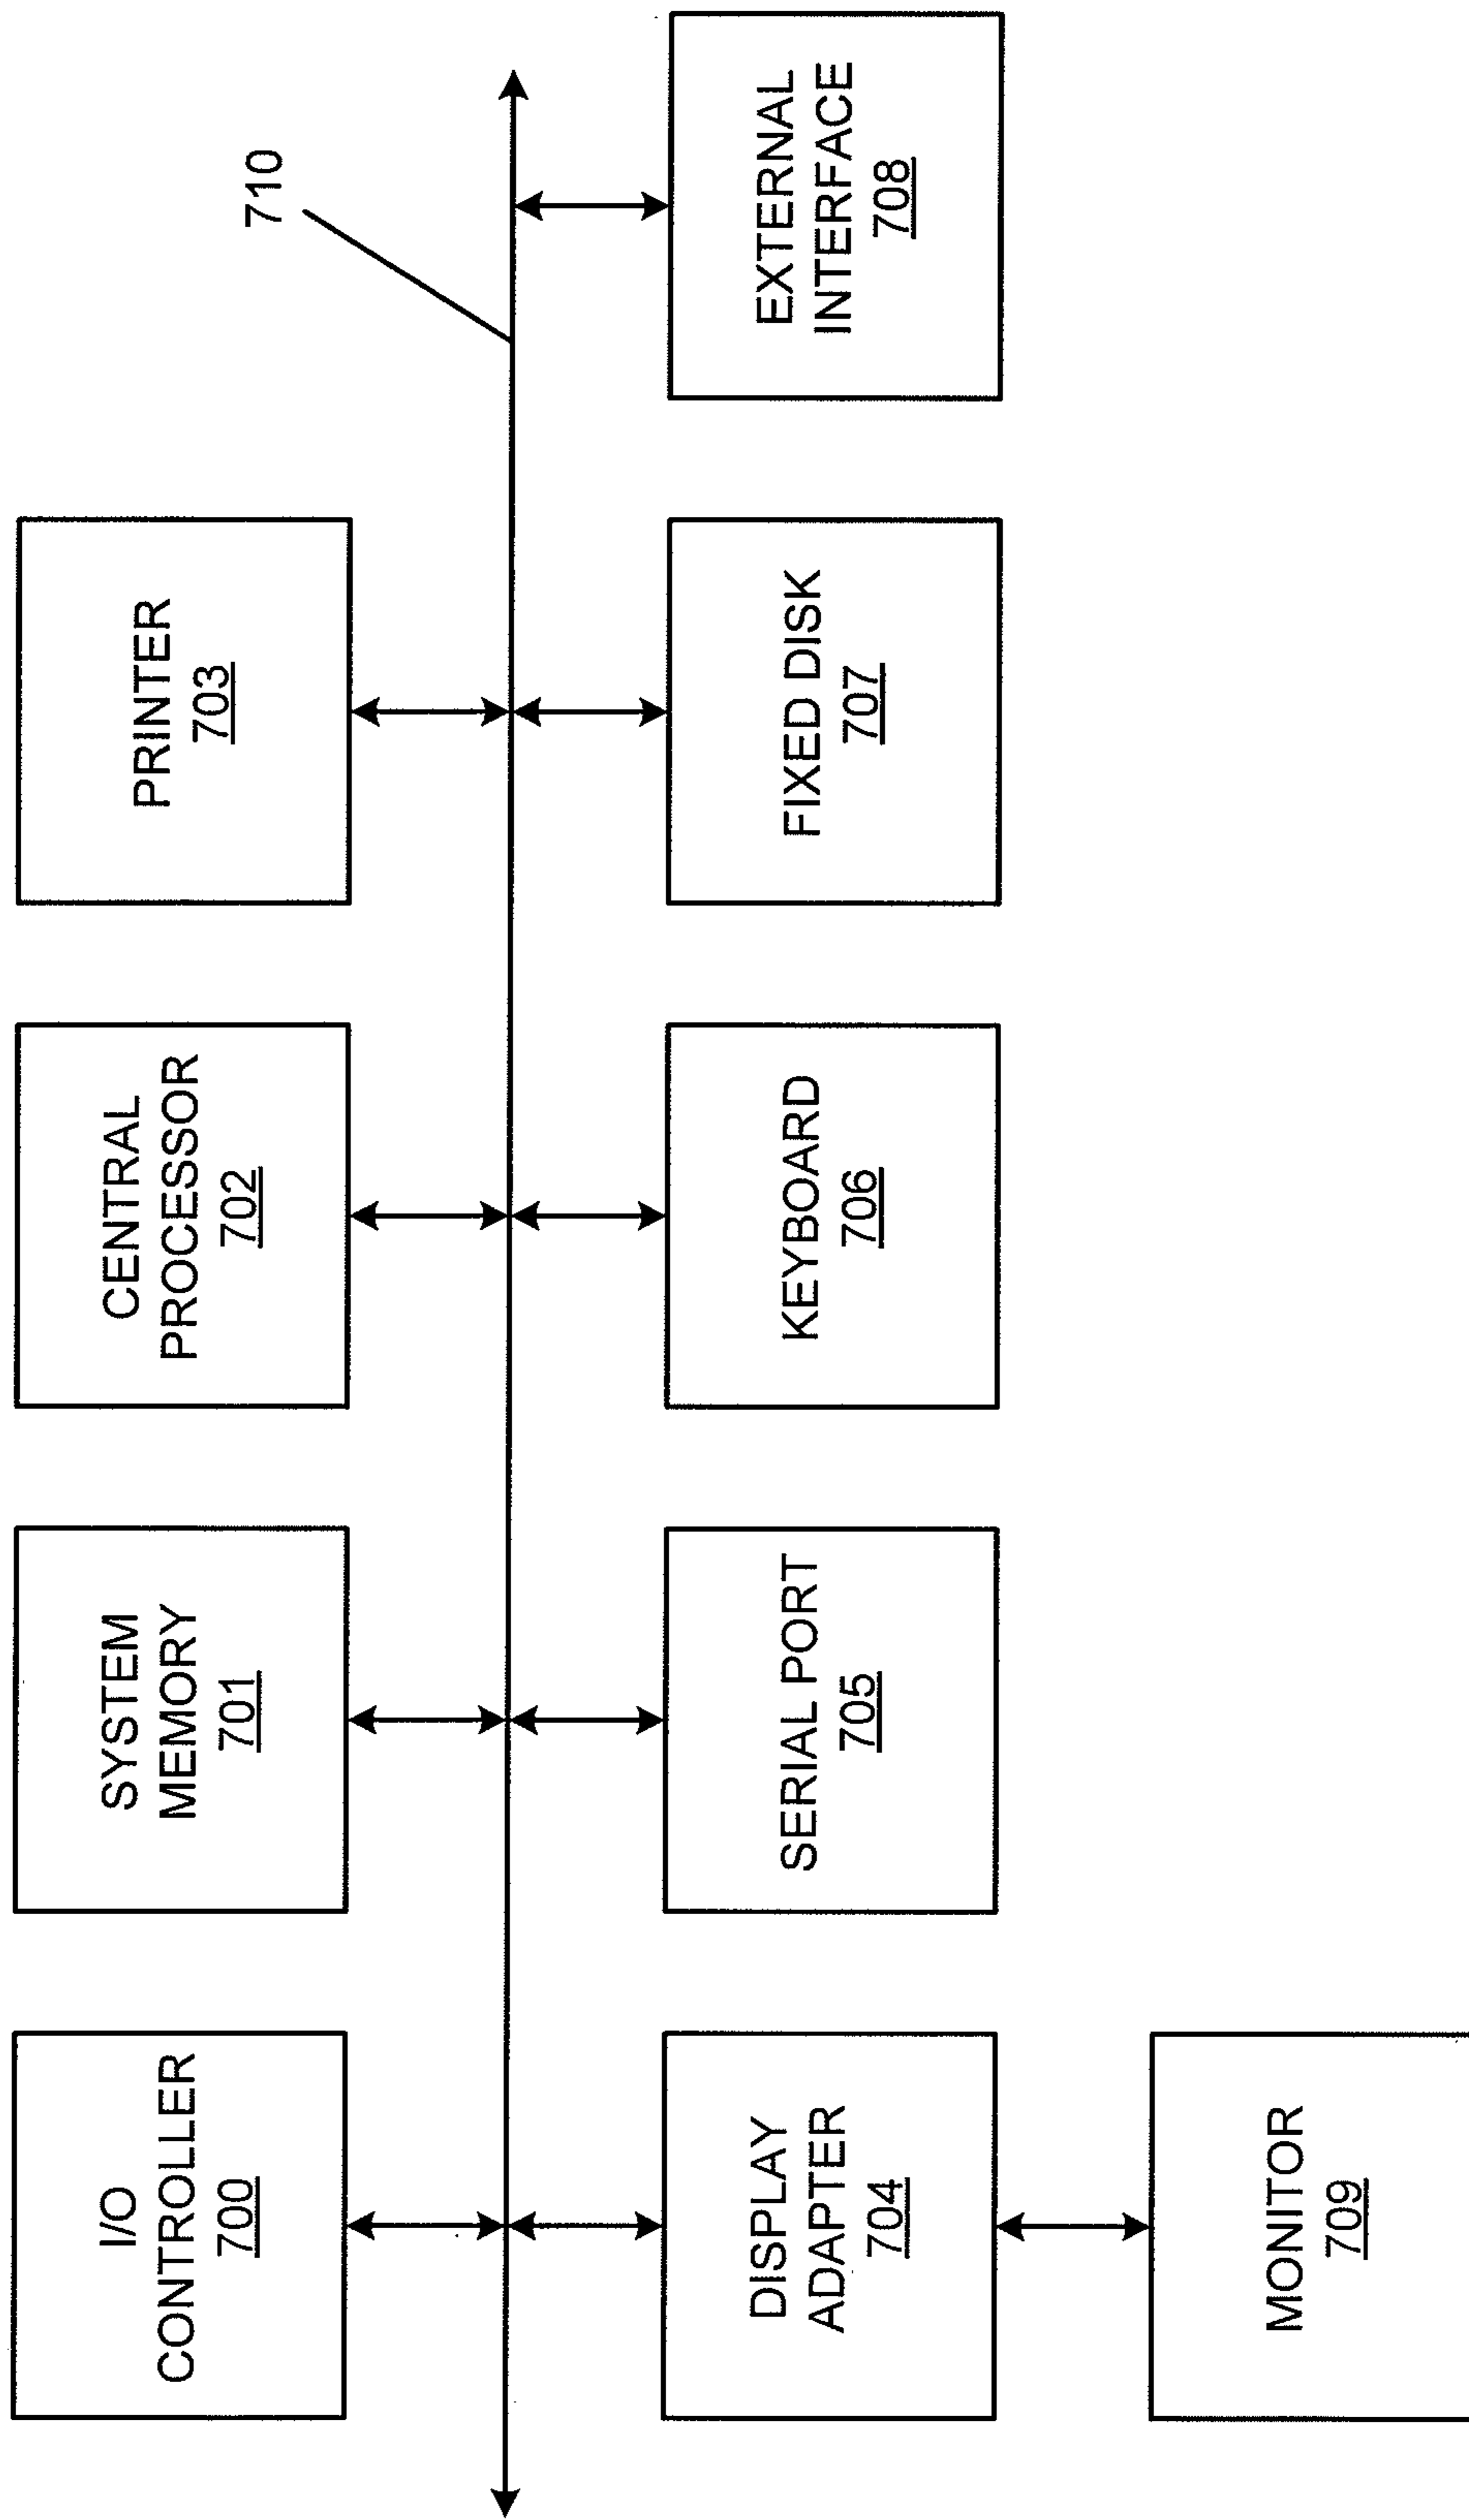 I/O
CONTROLLER
700
SYSTEM
MEMORY
701
CENTRAL
PROCESSOR
702
PRINTER
703
710
DISPLAY
ADAPTER
704
SERIAL PORT
705
KEYBOARD
706
FIXED DISK
707
EXTERNAL
INTERFACE
708
MONITOR
709